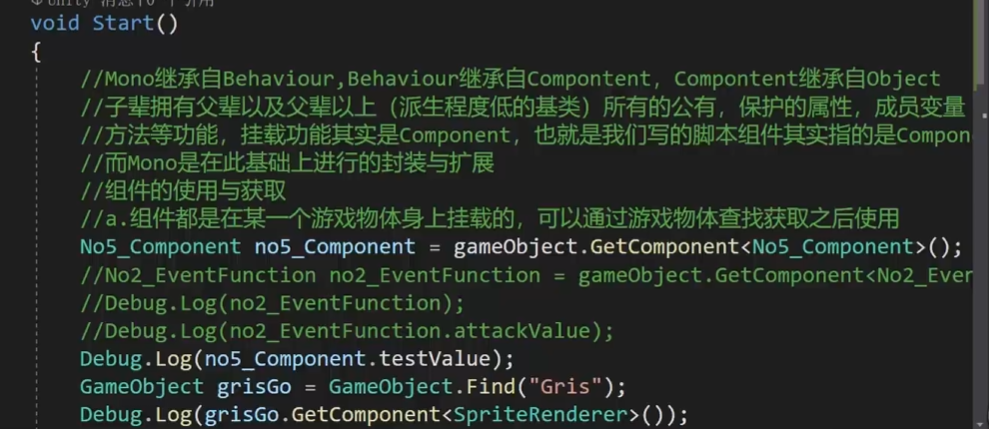 Unity 消息|0 个引用
void Start()
{
//Mono继承自Behaviour,Behaviour继承自Compontent, Compontent继承自Object
//子辈拥有父辈以及父辈以上（派生程度低的基类）所有的公有，保护的属性，成员变量
//方法等功能，挂载功能其实是Component，也就是我们写的脚本组件其实指的是Compon
//而Mono是在此基础上进行的封装与扩展
//组件的使用与获取
//a.组件都是在某一个游戏物体身上挂载的，可以通过游戏物体查找获取之后使用
No5_Component no5_Component = gameObject.GetComponent<No5_Component>();
//No2_EventFunction no2_EventFunction = gameObject.GetComponent<No2_Even
//Debug.Log(no2_EventFunction);
//Debug.Log(no2_EventFunction.attackValue);
Debug.Log(no5_Component.testValue);
GameObject grisGo = GameObject.Find("Gris");
Debug.Log(grisGo.GetComponent<SpriteRenderer>());